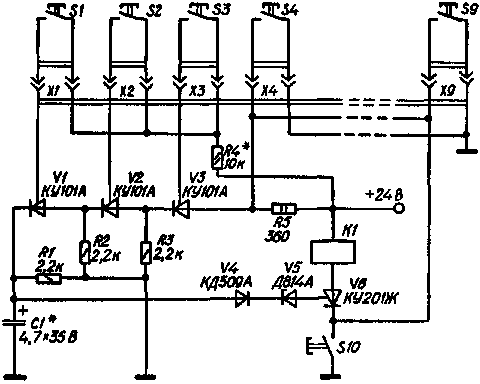 S1 S2 S3 S4 S9
X1 X2 X3 X4 X9
R4*
10к
V1
КУ101А
V2
КУ101А
V3
КУ101А
+24В
R5
360
K1
R1
2,2к
R2
2,2к
R3
2,2к
V4
КД509А
V5
Д814А
V6
КУ201Ж
+
C1*
4,7×35В
S10